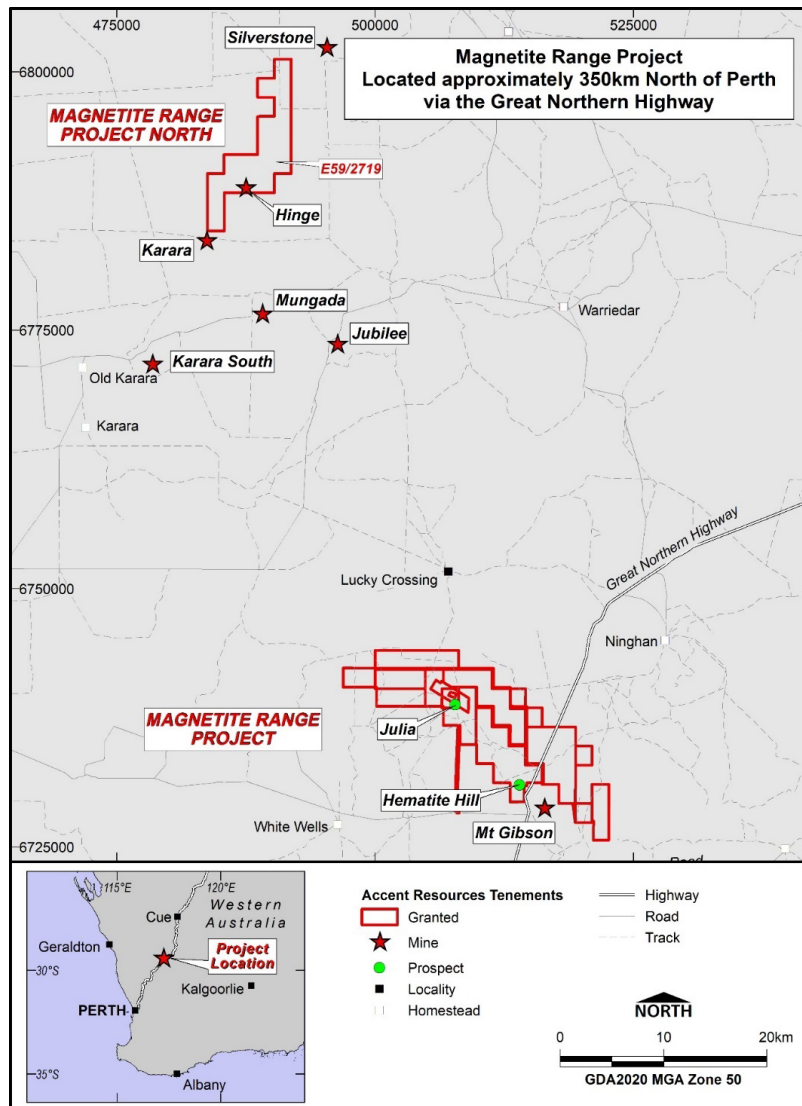 475000
500000
525000
Silverstone
Magnetite Range Project
Located approximately 350km North of Perth
via the Great Northern Highway
6800000
MAGNETITE RANGE
PROJECT NORTH
E59/2719
Hinge
Karara
Mungada
Warriedar
6775000
Jubilee
Karara South
Old Karara
Karara
Great Northern Highway
Lucky Crossing
6750000
Ninghan
MAGNETITE RANGE
PROJECT
Julia
Hematite Hill
White Wells
Mt Gibson
6725000
115°E
120°E
Western
Australia
Cue
Geraldton
Project
Location
30°S
Kalgoorlie
PERTH
35°S
Albany
Accent Resources Tenements
Granted
Mine
Prospect
Locality
Homestead
Highway
Road
Track
NORTH
0
10
20km
GDA2020 MGA Zone 50